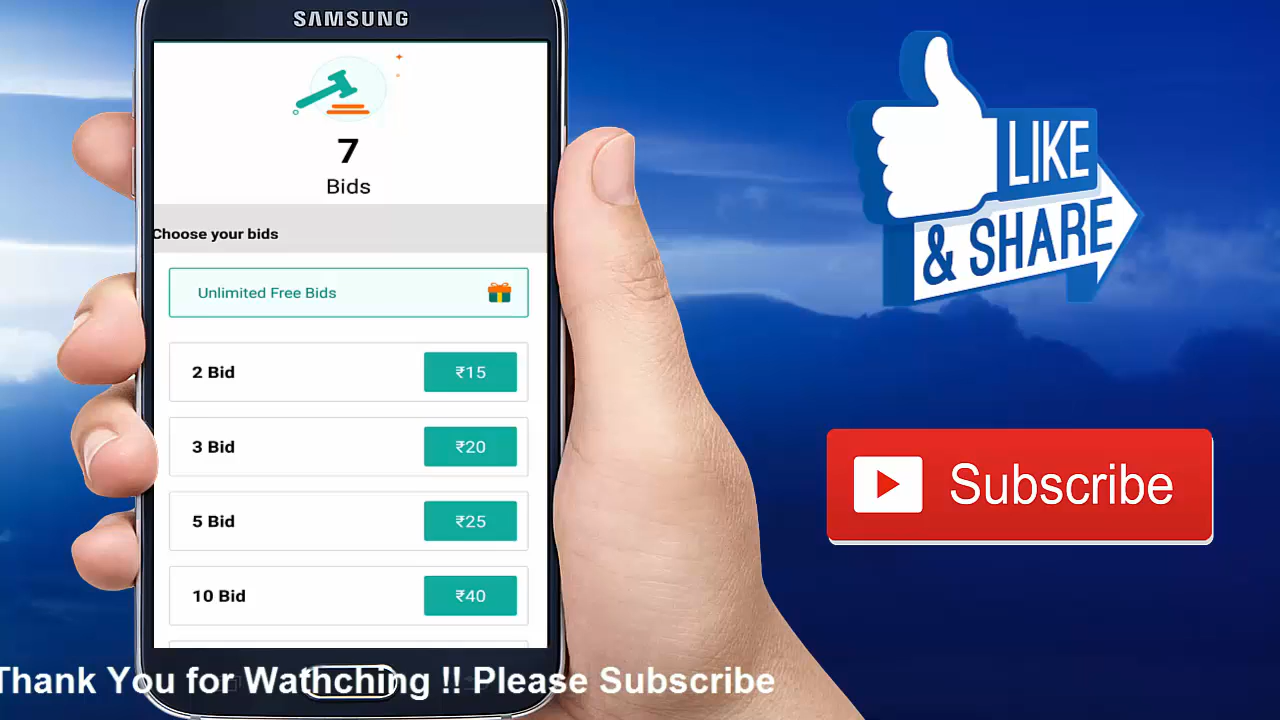 SAMSUNG
7
Bids
Choose your bids
Unlimited Free Bids
2 Bid ₹15
3 Bid ₹20
5 Bid ₹25
10 Bid ₹40
LIKE
& SHARE
Subscribe
Thank You for Wathching !! Please Subscribe